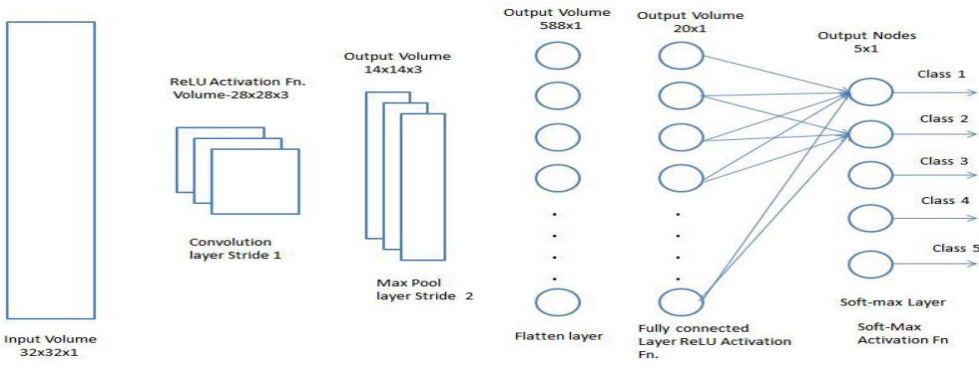 Input Volume
32x32x1
ReLU Activation Fn.
Volume-28x28x3
Convolution
layer Stride 1
Output Volume
14x14x3
Max Pool
layer Stride 2
Output Volume
588x1
Flatten layer
Output Volume
20x1
Fully connected
Layer ReLU Activation
Fn.
Output Nodes
5x1
Class 1
Class 2
Class 3
Class 4
Class 5
Soft-max Layer
Soft-Max
Activation Fn